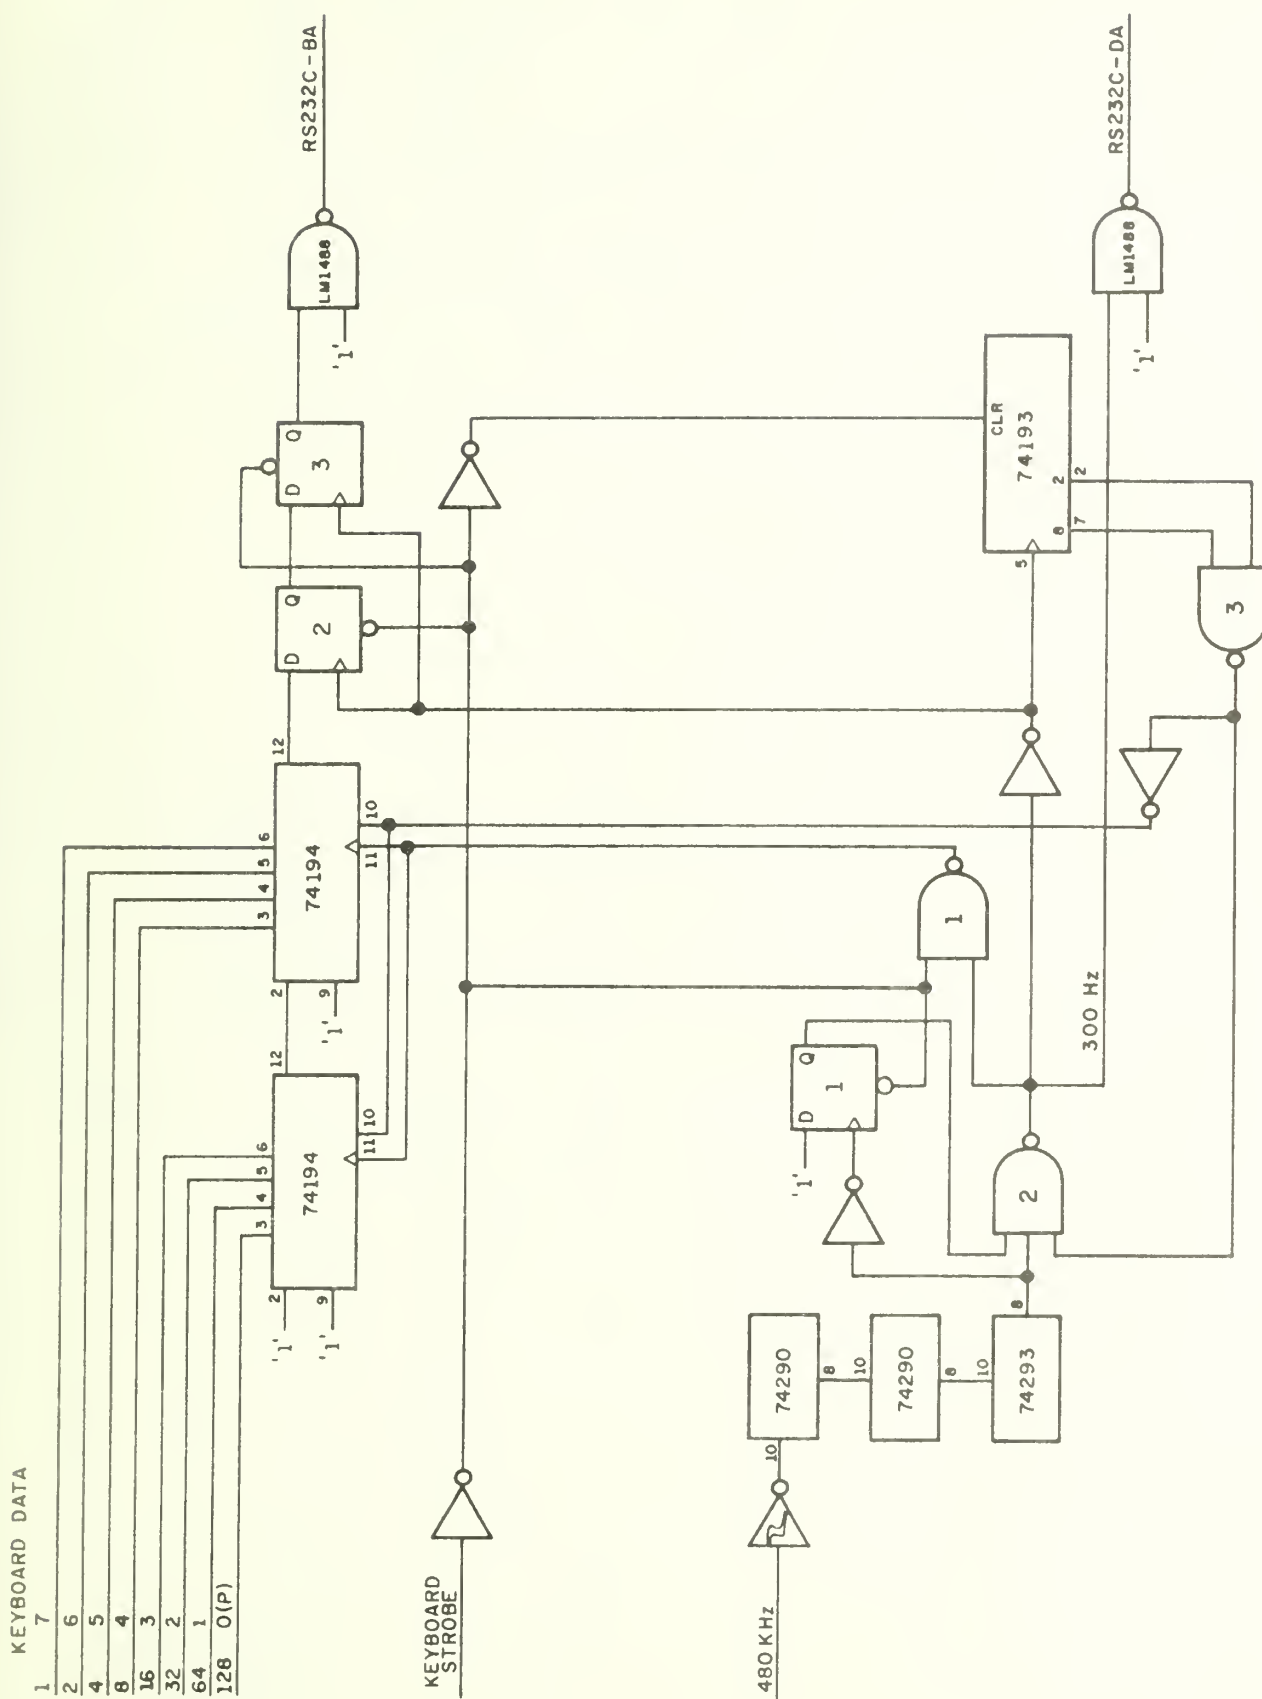 KEYBOARD DATA
1 7
2 6
4 5
8 4
16 3
32 2
64 1
128 0(P)
KEYBOARD
STROBE
480KHz
'1' 2
'1' 9
3 4 5 6
74194
11 10
12
2
'1' 9
3 4 5 6
74194
11 10
12
D Q
2
D Q
3
'1'
LM1488
RS232C-BA
10
74290
8
10
74290
8
10
74293
8
'1' D Q
1
2
1
300 Hz
5
CLR
74193
8 2
7 2
3
'1'
LM1488
RS232C-DA